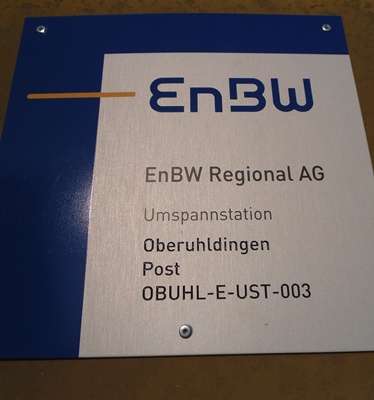 EnBW
EnBW Regional AG
Umspannstation
Oberuhldingen
Post
OBUHL-E-UST-003